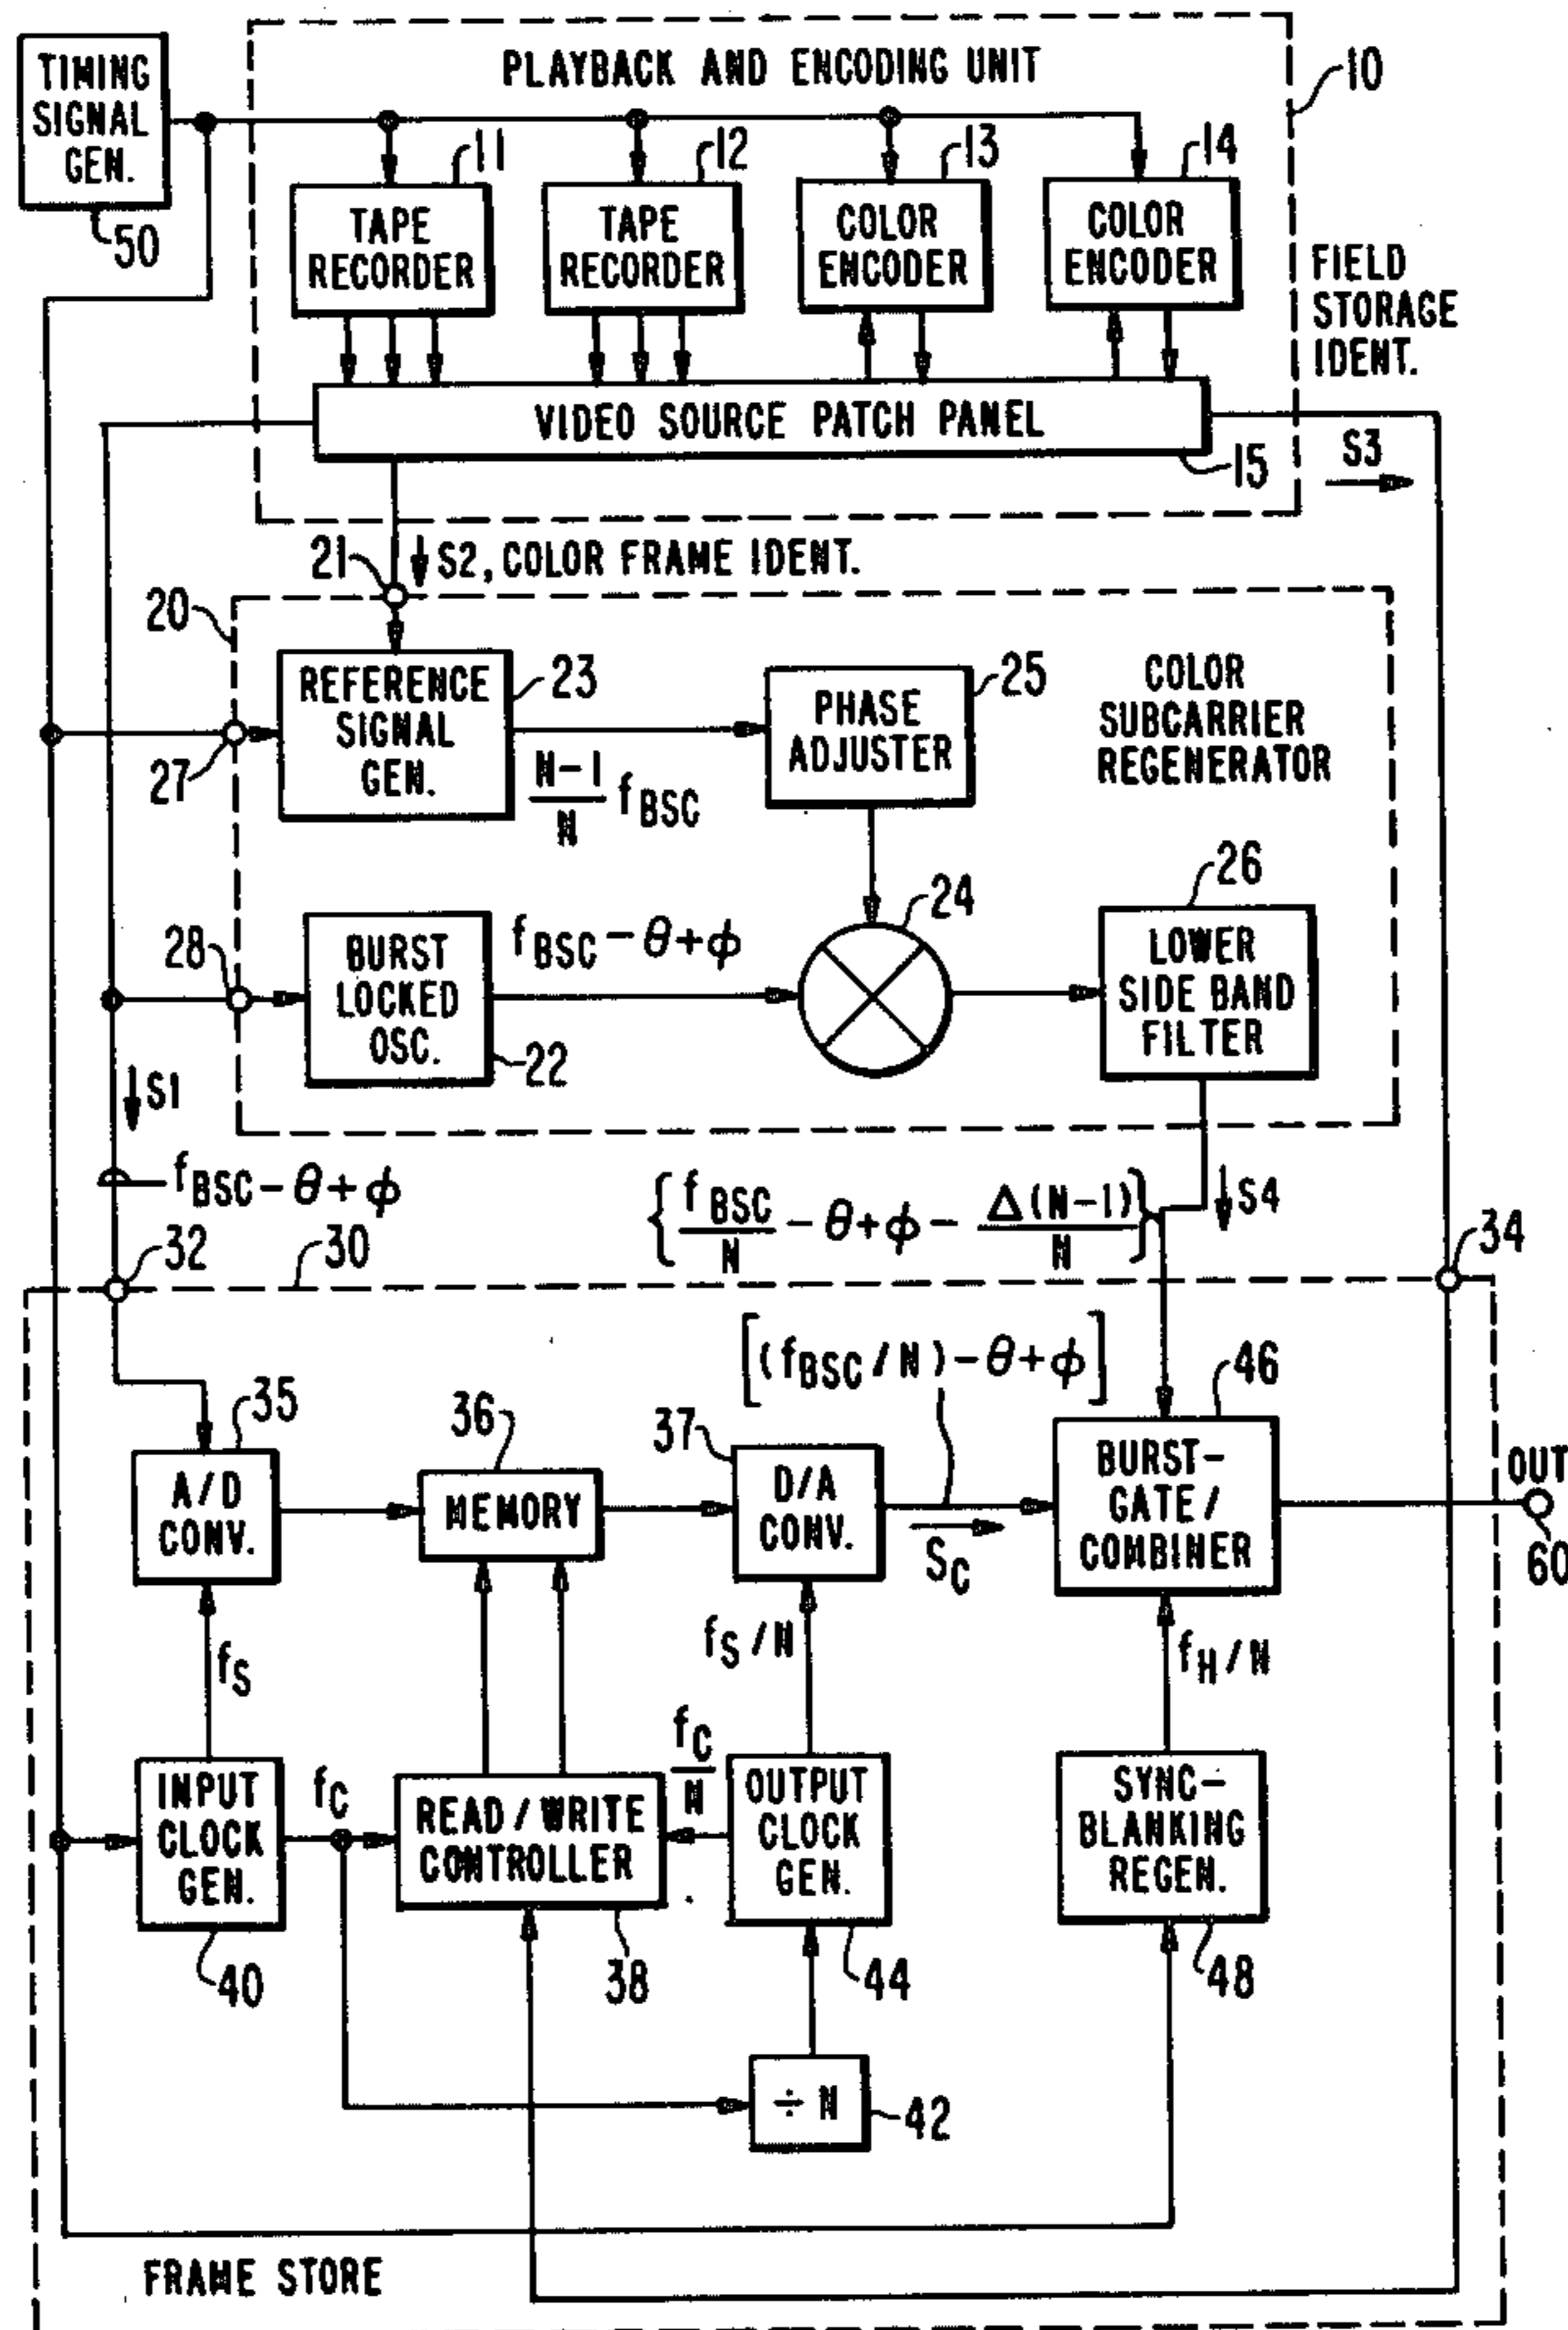 PLAYBACK AND ENCODING UNIT
10
TIMING
SIGNAL
GEN.
50
11
12
13
14
TAPE
RECORDER
TAPE
RECORDER
COLOR
ENCODER
COLOR
ENCODER
FIELD
STORAGE
IDENT.
VIDEO SOURCE PATCH PANEL
15
S3
21
S2, COLOR FRAME IDENT.
20
REFERENCE
SIGNAL
GEN.
23
27
N-1/N fBSC
PHASE
ADJUSTER
25
COLOR
SUBCARRIER
REGENERATOR
28
BURST
LOCKED
OSC.
22
fBSC-θ+ϕ
24
26
LOWER
SIDE BAND
FILTER
S1
fBSC-θ+ϕ
{fBSC/N-θ+ϕ-Δ(N-1)/N}
S4
32
30
34
[(fBSC/N)-θ+ϕ]
35
A/D
CONV.
36
MEMORY
37
D/A
CONV.
SC
46
BURST-
GATE/
COMBINER
OUT
60
fS
fS/N
fH/N
INPUT
CLOCK
GEN.
40
fC
READ/WRITE
CONTROLLER
38
fC/N
OUTPUT
CLOCK
GEN.
44
SYNC-
BLANKING
REGEN.
48
÷ N
42
FRAME STORE